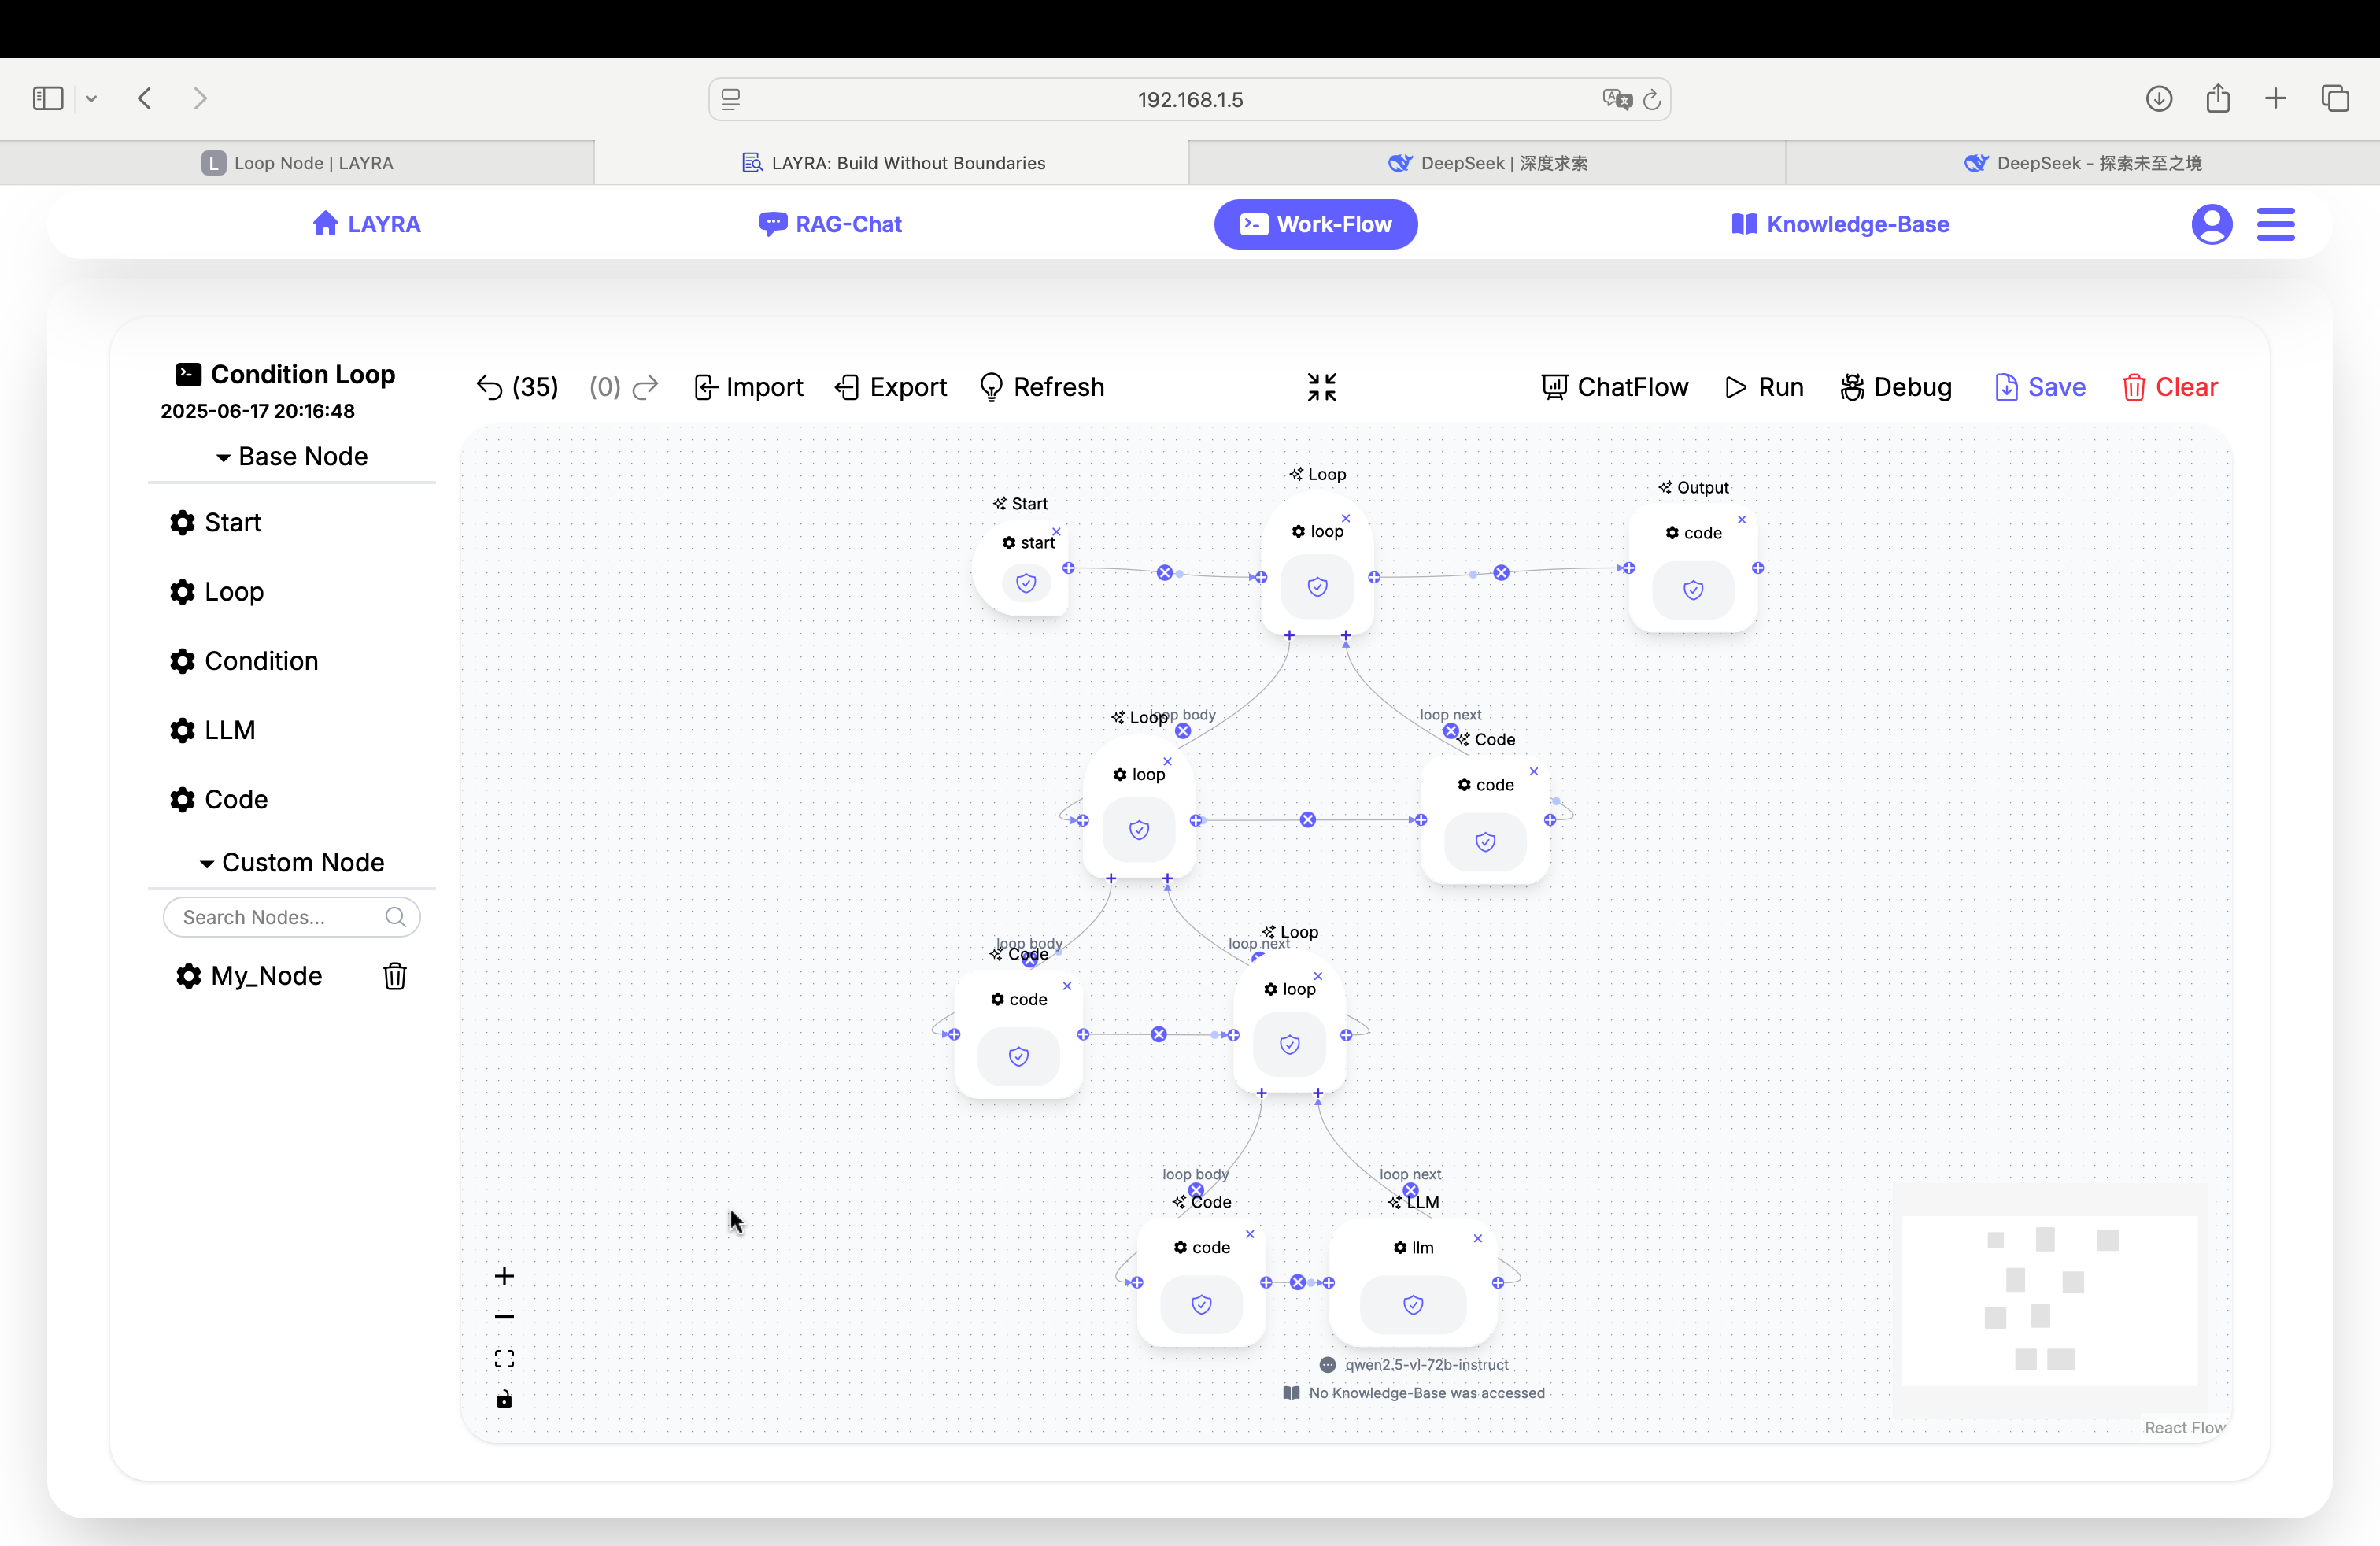 192.168.1.5
L Loop Node | LAYRA
LAYRA: Build Without Boundaries
DeepSeek | 深度求索
DeepSeek - 探索未至之境
LAYRA
RAG-Chat
Work-Flow
Knowledge-Base
Condition Loop
2025-06-17 20:16:48
(35)
(0)
Import
Export
Refresh
ChatFlow
Run
Debug
Save
Clear
Base Node
Start
Loop
Condition
LLM
Code
Custom Node
Search Nodes...
My_Node
Start
start
Loop
loop
Output
code
loop body
loop next
Loop
loop
Code
code
loop body
loop next
Code
code
Loop
loop
loop body
loop next
Code
code
LLM
llm
qwen2.5-vl-72b-instruct
No Knowledge-Base was accessed
React Flow